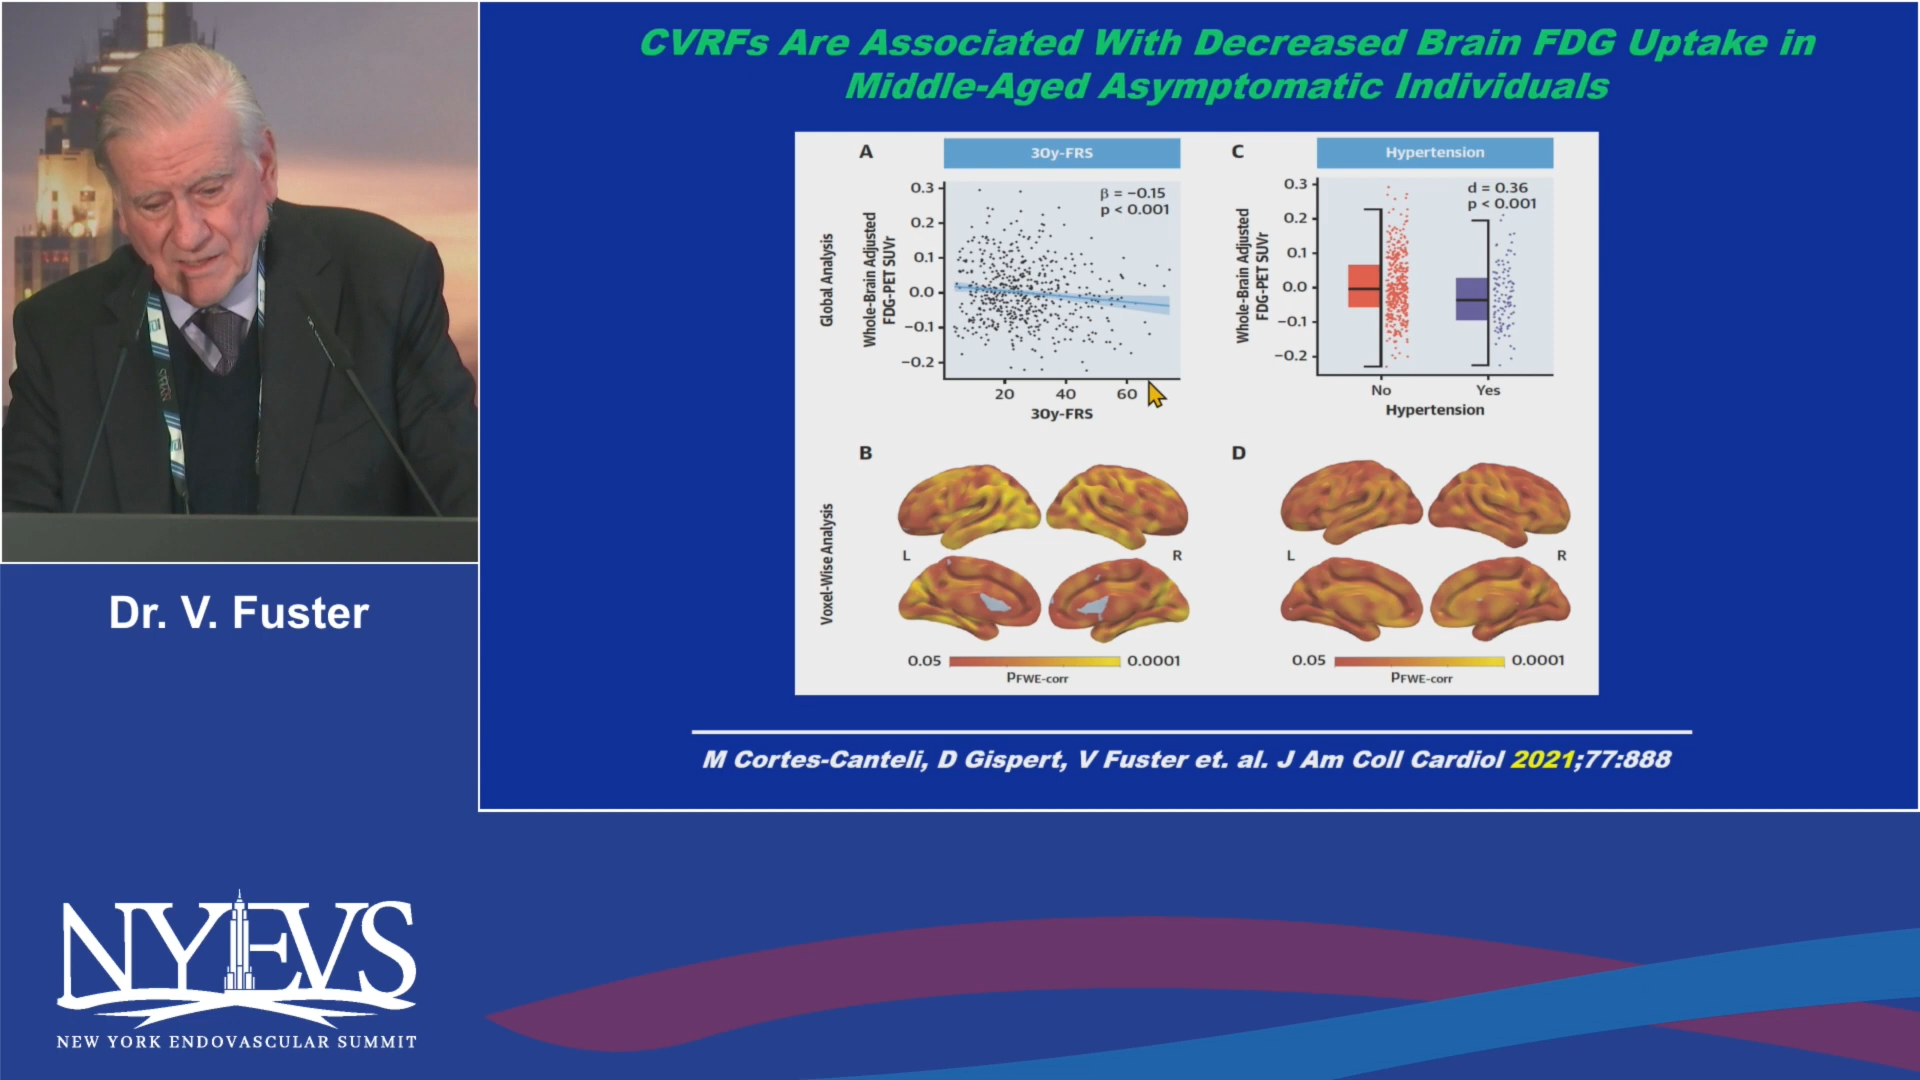 CVRFs Are Associated With Decreased Brain FDG Uptake in
Middle-Aged Asymptomatic Individuals
A
30y-FRS
Global Analysis
Whole-Brain Adjusted
FDG-PET SUVr
0.3
0.2
0.1
0.0
−0.1
−0.2
β = −0.15
p < 0.001
20
40
60
30y-FRS
C
Hypertension
Whole-Brain Adjusted
FDG-PET SUVr
0.3
0.2
0.1
0.0
−0.1
−0.2
d = 0.36
p < 0.001
No
Yes
Hypertension
B
Voxel-Wise Analysis
L
R
0.05
0.0001
PFWE-corr
D
L
R
0.05
0.0001
PFWE-corr
M Cortes-Canteli, D Gispert, V Fuster et. al. J Am Coll Cardiol 2021;77:888
Dr. V. Fuster
NYEVS
NEW YORK ENDOVASCULAR SUMMIT